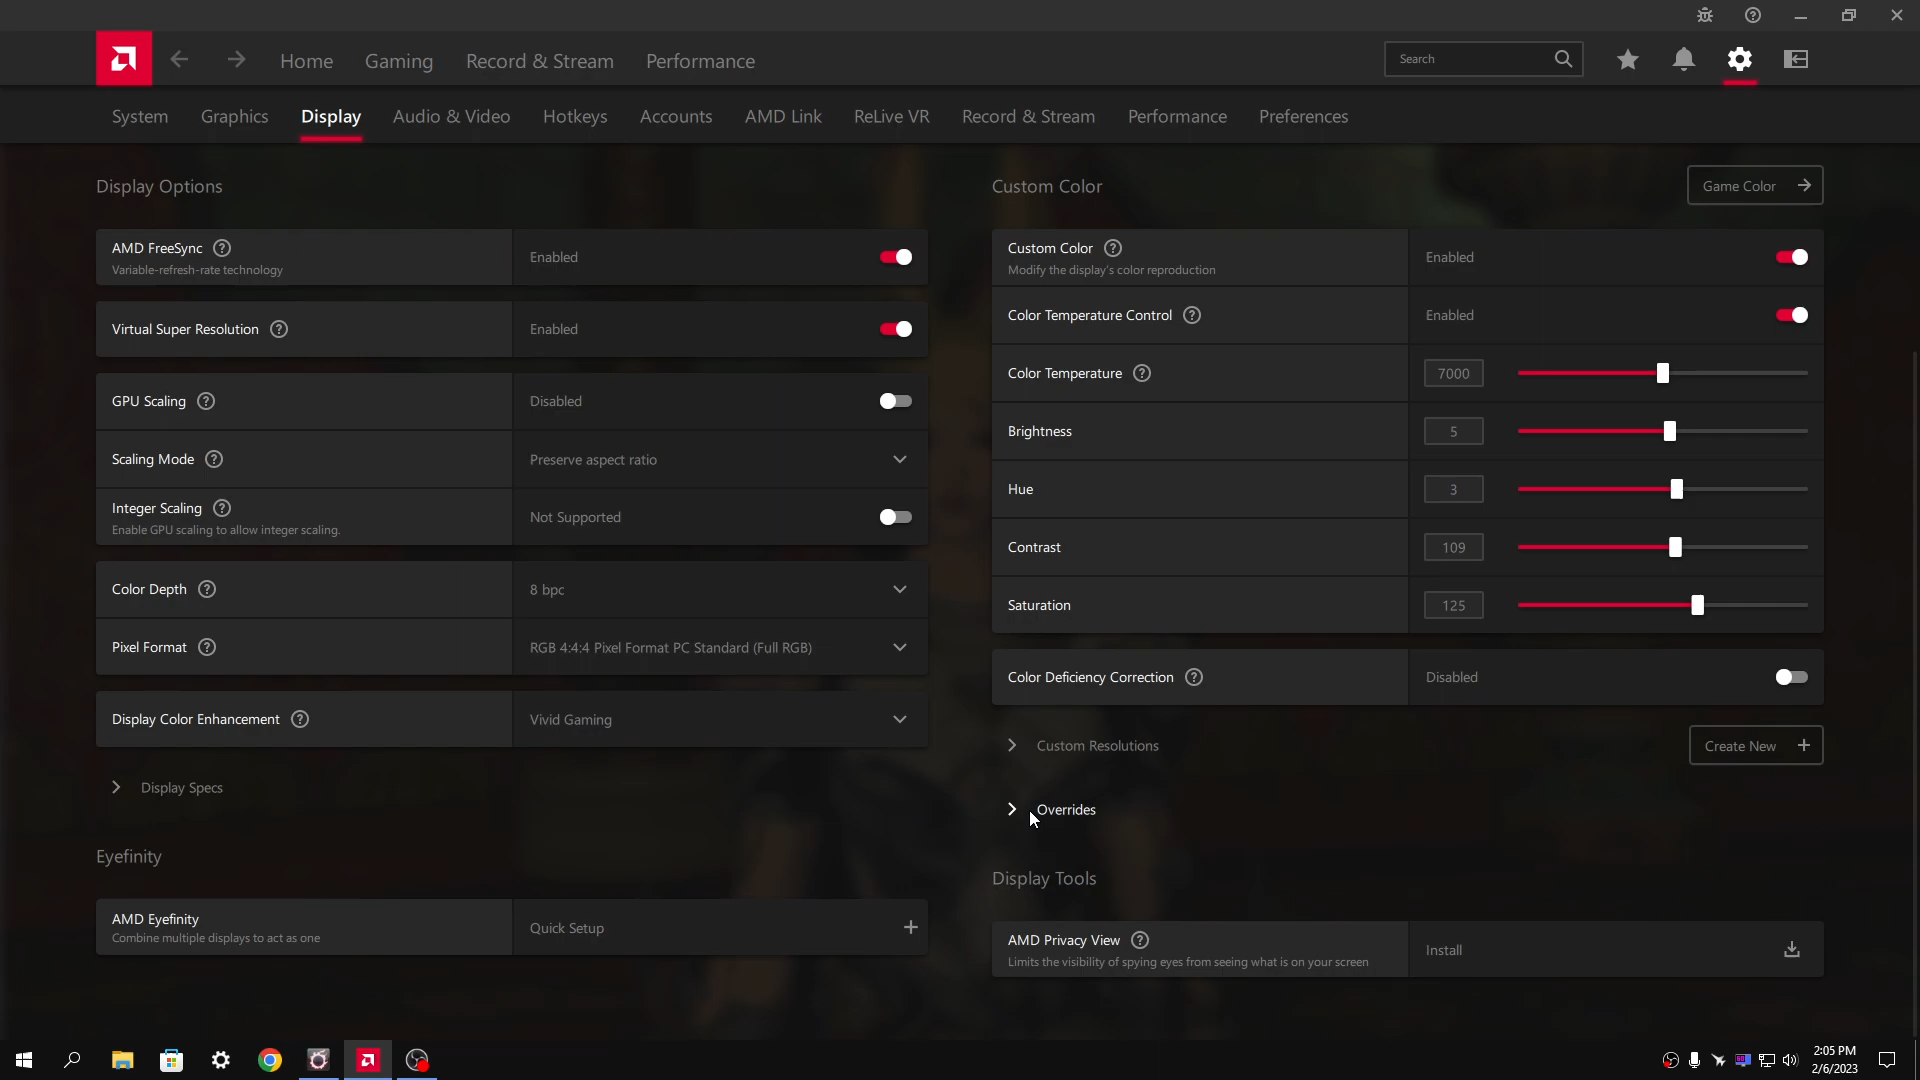 Home Gaming Record & Stream Performance Search
System Graphics Display Audio & Video Hotkeys Accounts AMD Link ReLive VR Record & Stream Performance Preferences
Display Options
AMD FreeSync
Variable-refresh-rate technology
Enabled
Virtual Super Resolution
Enabled
GPU Scaling
Disabled
Scaling Mode
Preserve aspect ratio
Integer Scaling
Enable GPU scaling to allow integer scaling.
Not Supported
Color Depth
8 bpc
Pixel Format
RGB 4:4:4 Pixel Format PC Standard (Full RGB)
Display Color Enhancement
Vivid Gaming
Display Specs
Eyefinity
AMD Eyefinity
Combine multiple displays to act as one
Quick Setup
Custom Color
Game Color
Custom Color
Modify the display's color reproduction
Enabled
Color Temperature Control
Enabled
Color Temperature
7000
Brightness
5
Hue
3
Contrast
109
Saturation
125
Color Deficiency Correction
Disabled
Custom Resolutions
Create New
Overrides
Display Tools
AMD Privacy View
Limits the visibility of spying eyes from seeing what is on your screen
Install
2:05 PM
2/6/2023